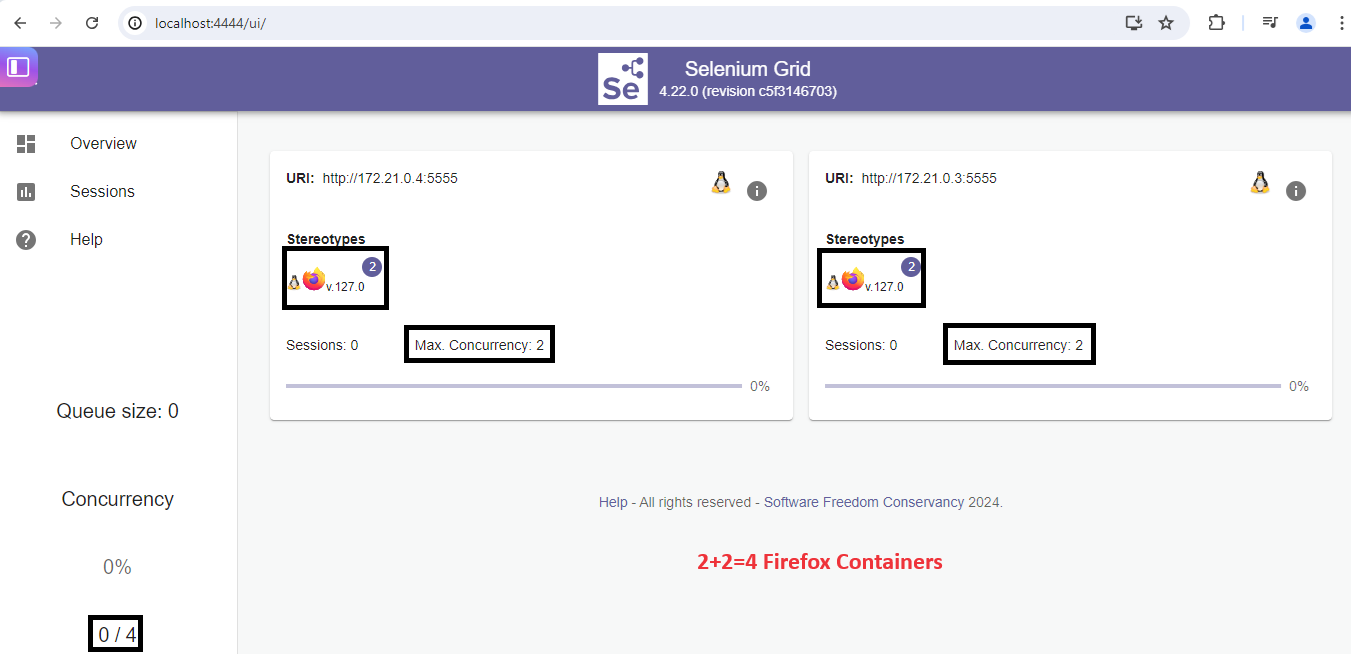 localhost:4444/ui/
Se
Selenium Grid
4.22.0 (revision c5f3146703)
Overview
Sessions
Help
Queue size: 0
Concurrency
0%
0 / 4
URI: http://172.21.0.4:5555
Stereotypes
2
v.127.0
Sessions: 0 Max. Concurrency: 2
0%
URI: http://172.21.0.3:5555
Stereotypes
2
v.127.0
Sessions: 0 Max. Concurrency: 2
0%
Help - All rights reserved - Software Freedom Conservancy 2024.
2+2=4 Firefox Containers